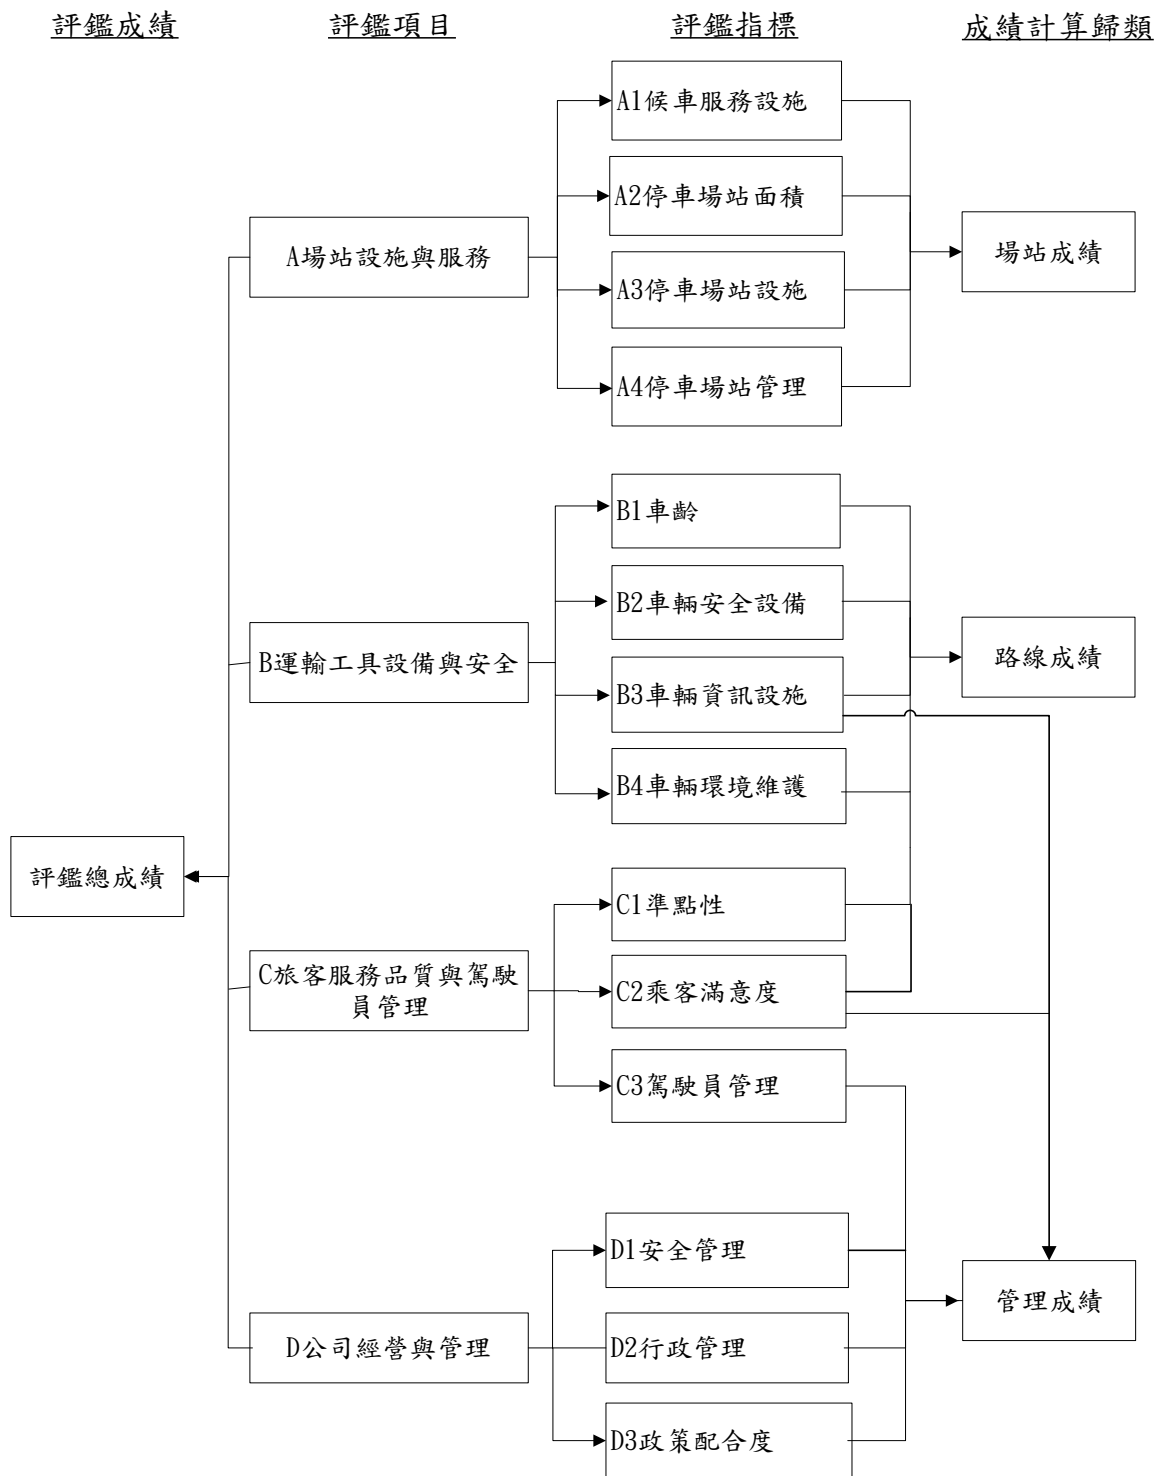 評鑑成績
評鑑項目
評鑑指標
成績計算歸類
A1候車服務設施
A2停車場站面積
A場站設施與服務
場站成績
A3停車場站設施
A4停車場站管理
B1車齡
B2車輛安全設備
B運輸工具設備與安全
路線成績
B3車輛資訊設施
B4車輛環境維護
評鑑總成績
C1準點性
C旅客服務品質與駕駛
員管理
C2乘客滿意度
C3駕駛員管理
D1安全管理
管理成績
D公司經營與管理
D2行政管理
D3政策配合度